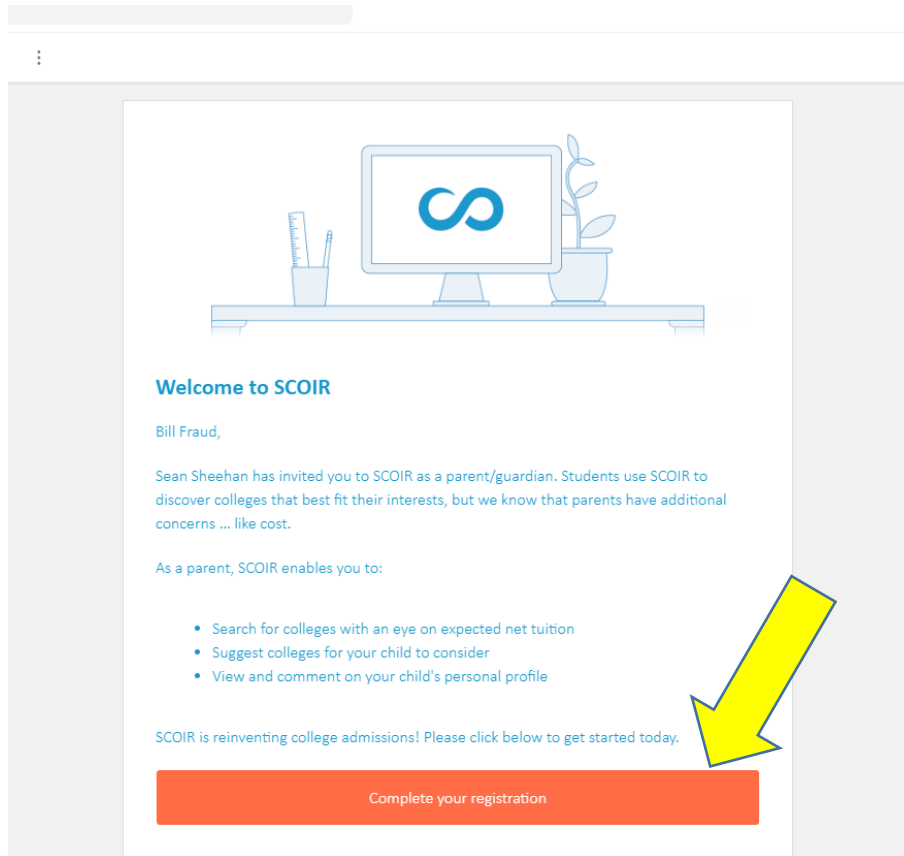 Welcome to SCOIR
Bill Fraud,
Sean Sheehan has invited you to SCOIR as a parent/guardian. Students use SCOIR to
discover colleges that best fit their interests, but we know that parents have additional
concerns ... like cost.
As a parent, SCOIR enables you to:
• Search for colleges with an eye on expected net tuition
• Suggest colleges for your child to consider
• View and comment on your child's personal profile
SCOIR is reinventing college admissions! Please click below to get started today.
Complete your registration